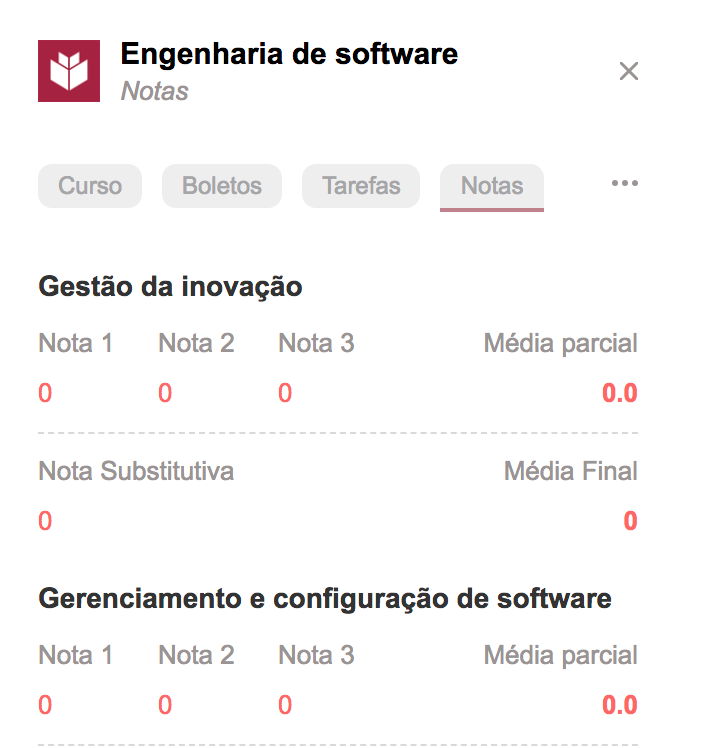 Engenharia de software
Notas
Curso Boletos Tarefas Notas
Gestão da inovação
Nota 1 Nota 2 Nota 3 Média parcial
0 0 0 0.0
Nota Substitutiva Média Final
0 0
Gerenciamento e configuração de software
Nota 1 Nota 2 Nota 3 Média parcial
0 0 0 0.0